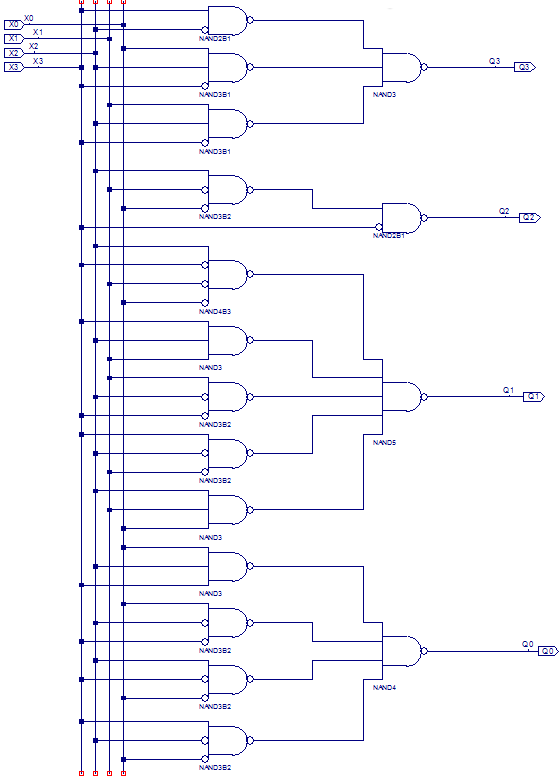 X0 X0
X1 X1
X2 X2
X3 X3
NAND2B1
NAND3B1
NAND3 Q3 Q3
NAND3B1
NAND3B2
NAND2B1 Q2 Q2
NAND4B3
NAND3
NAND3B2
NAND5 Q1 Q1
NAND3B2
NAND3
NAND3
NAND3B2
NAND4 Q0 Q0
NAND3B2
NAND3B2